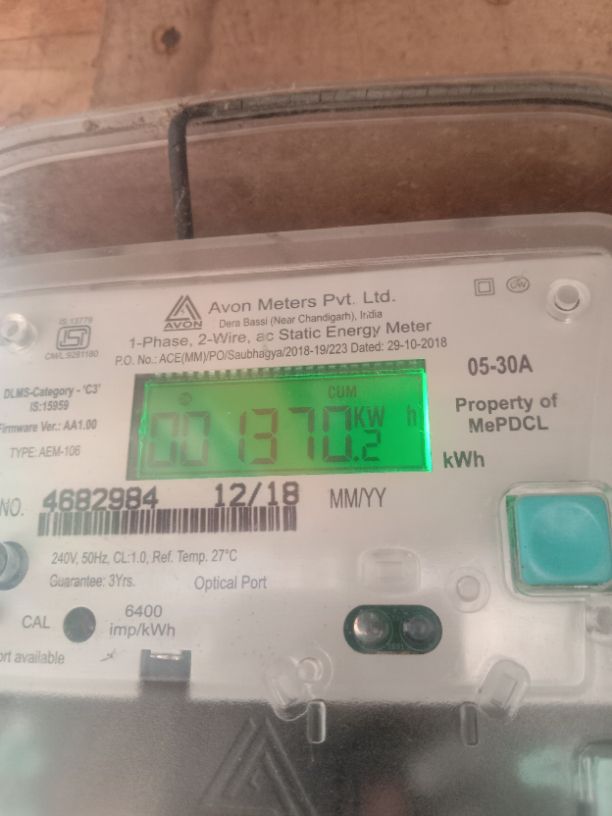 IS 13779
CM/L 9281180
AVON
Avon Meters Pvt. Ltd.
Dera Bassi (Near Chandigarh), India
1-Phase, 2-Wire, ac Static Energy Meter
P.O. No.: ACE(MM)/PO/Saubhagya/2018-19/223 Dated: 29-10-2018
05-30A
DLMS-Category - 'C3'
IS:15959
Firmware Ver.: AA1.00
TYPE: AEM-106
CUM
001370.2 KW h
kWh
Property of
MePDCL
NO. 4682984 12/18 MM/YY
240V, 50Hz, CL:1.0, Ref. Temp. 27°C
Guarantee: 3Yrs. Optical Port
CAL 6400
imp/kWh
available